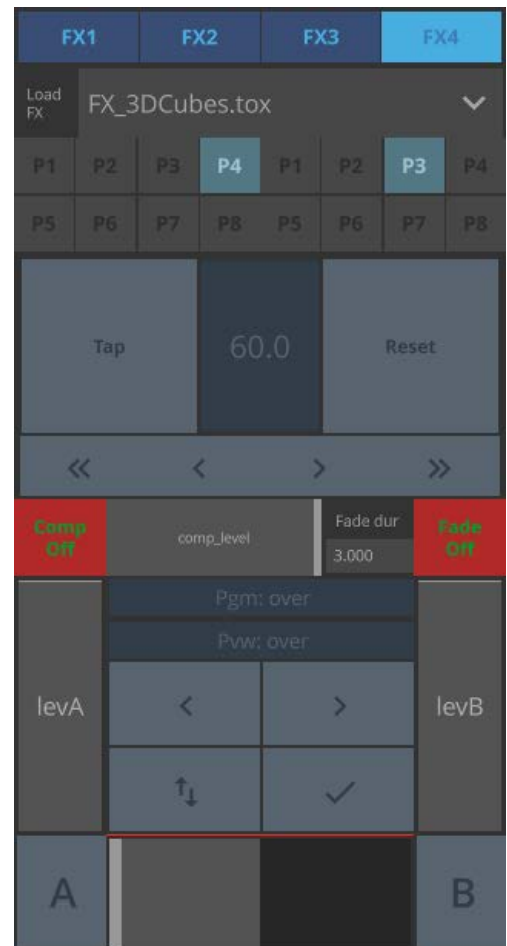 FX1 FX2 FX3 FX4
Load FX FX_3DCubes.tox
P1 P2 P3 P4 P1 P2 P3 P4
P5 P6 P7 P8 P5 P6 P7 P8
Tap 60.0 Reset
« < > »
Comp Off comp_level Fade dur 3.000 Fade Off
Pgm: over
Pvw: over
levA < > levB
A B